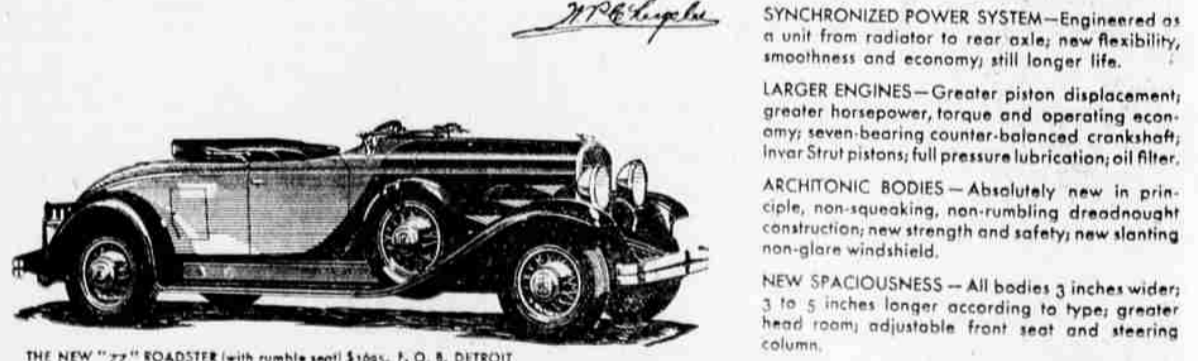 W P Chrysler
SYNCHRONIZED POWER SYSTEM—Engineered as
a unit from radiator to rear axle; new flexibility,
smoothness and economy; still longer life.
LARGER ENGINES—Greater piston displacement;
greater horsepower, torque and operating econ-
omy; seven-bearing counter-balanced crankshaft;
Invar Strut pistons; full pressure lubrication; oil filter.
ARCHITONIC BODIES—Absolutely new in prin-
ciple, non-squeaking, non-rumbling dreadnought
construction; new strength and safety; new slanting
non-glare windshield.
NEW SPACIOUSNESS—All bodies 3 inches wider;
3 to 5 inches longer according to type; greater
head room; adjustable front seat and steering
column.
THE NEW "77" ROADSTER (with rumble seat) $1695, F. O. B. DETROIT